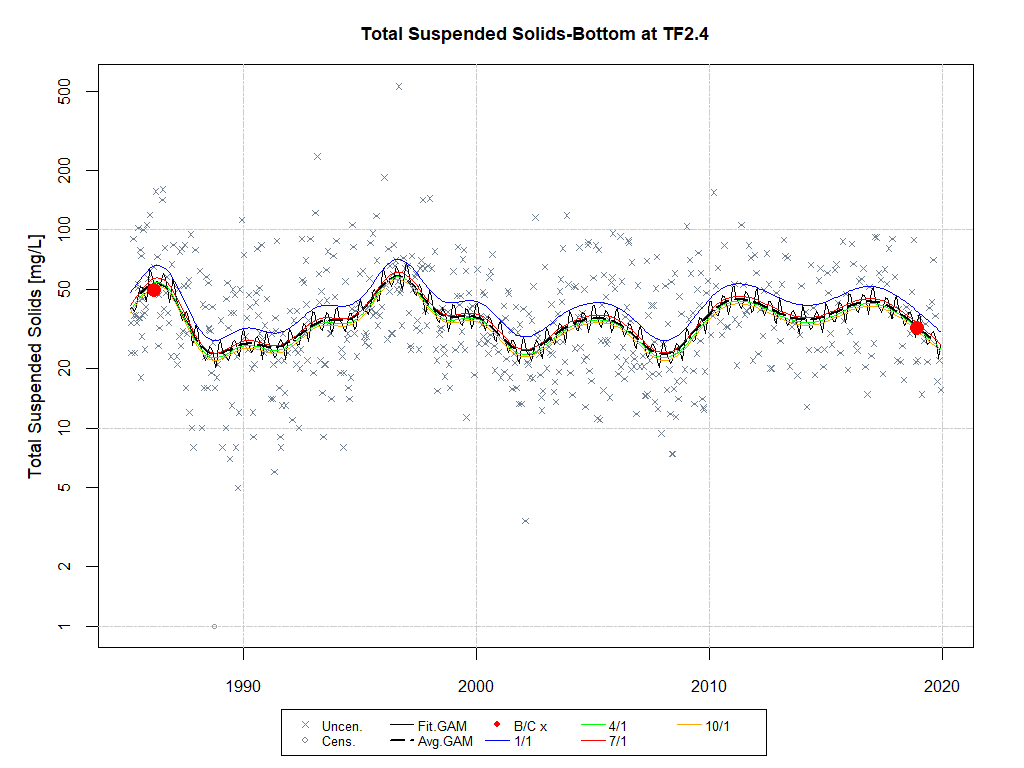 Total Suspended Solids-Bottom at TF2.4
Total Suspended Solids [mg/L]
500
200
100
50
20
10
5
2
1
1990 2000 2010 2020
Uncen. Fit.GAM B/C x 4/1 10/1
Cens. Avg.GAM 1/1 7/1